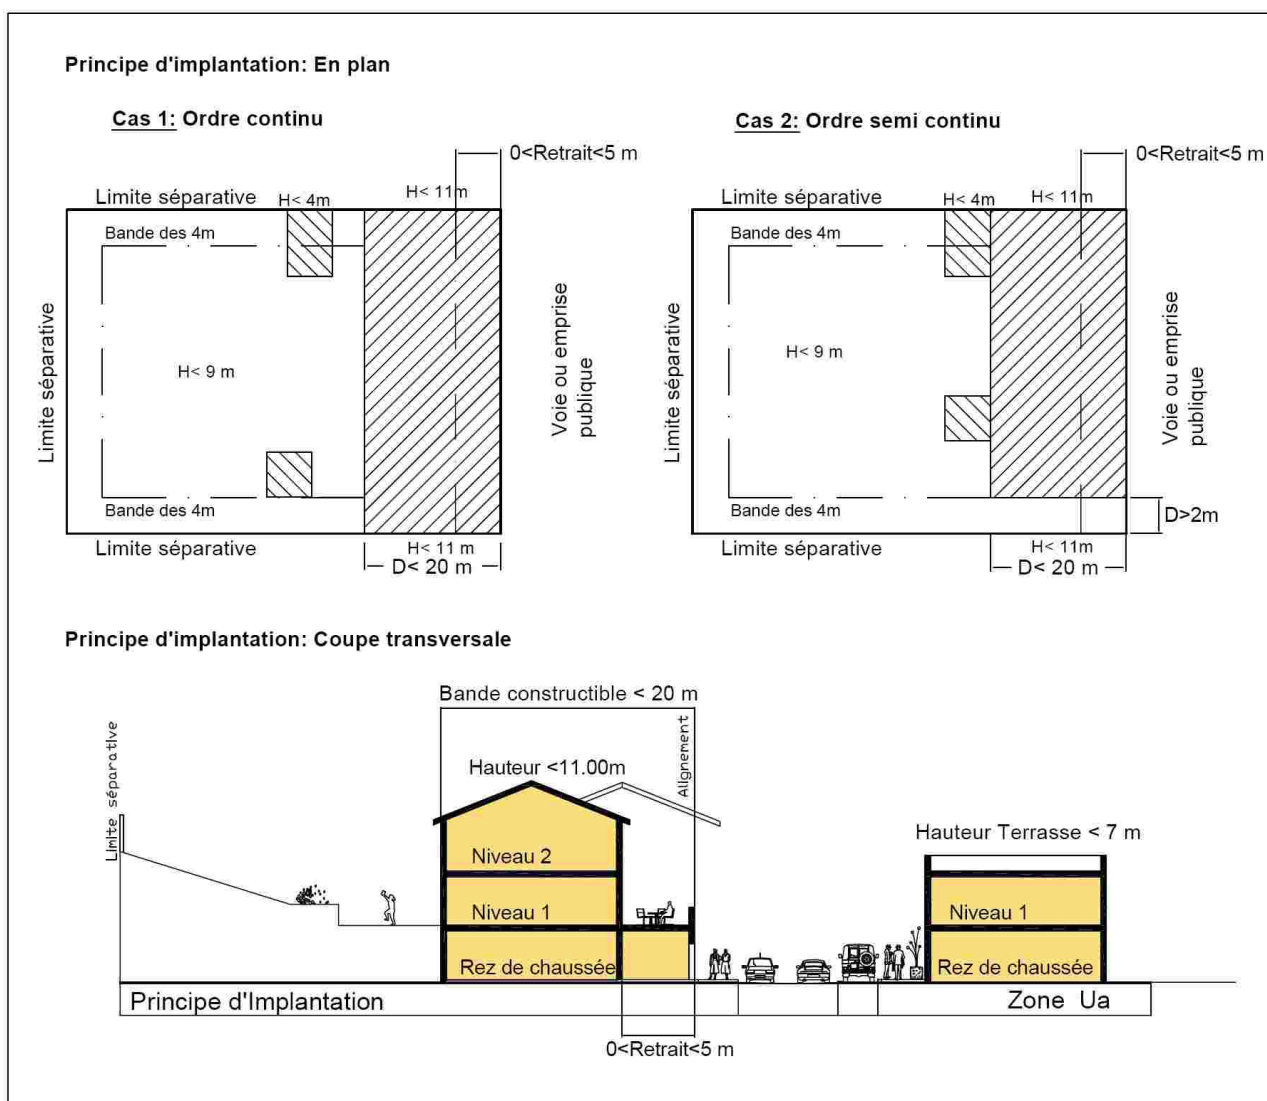 Principe d'implantation: En plan
Cas 1: Ordre continu
Cas 2: Ordre semi continu
0<Retrait<5 m
0<Retrait<5 m
Limite séparative
H< 4m
H< 11m
Limite séparative
H< 4m
H< 11m
Bande des 4m
Bande des 4m
Limite séparative
H< 9 m
Voie ou emprise
publique
Limite séparative
H< 9 m
Voie ou emprise
publique
Bande des 4m
Bande des 4m
D>2m
Limite séparative
H< 11 m
D< 20 m
Limite séparative
H< 11m
D< 20 m
Principe d'implantation: Coupe transversale
Bande constructible < 20 m
Limite séparative
Alignement
Hauteur <11.00m
Hauteur Terrasse < 7 m
Niveau 2
Niveau 1
Niveau 1
Rez de chaussée
Rez de chaussée
Principe d'Implantation
Zone Ua
0<Retrait<5 m